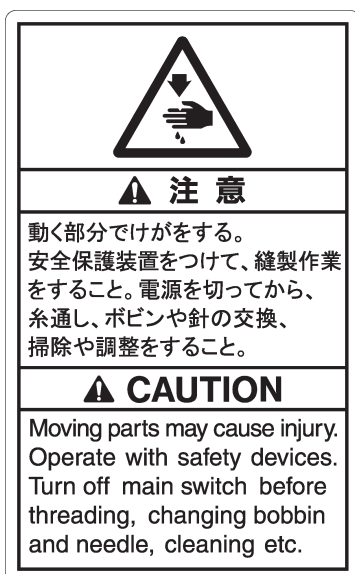 注意
動く部分でけがをする。
安全保護装置をつけて、縫製作業
をすること。電源を切ってから、
糸通し、ボビンや針の交換、
掃除や調整をすること。
CAUTION
Moving parts may cause injury.
Operate with safety devices.
Turn off main switch before
threading, changing bobbin
and needle, cleaning etc.